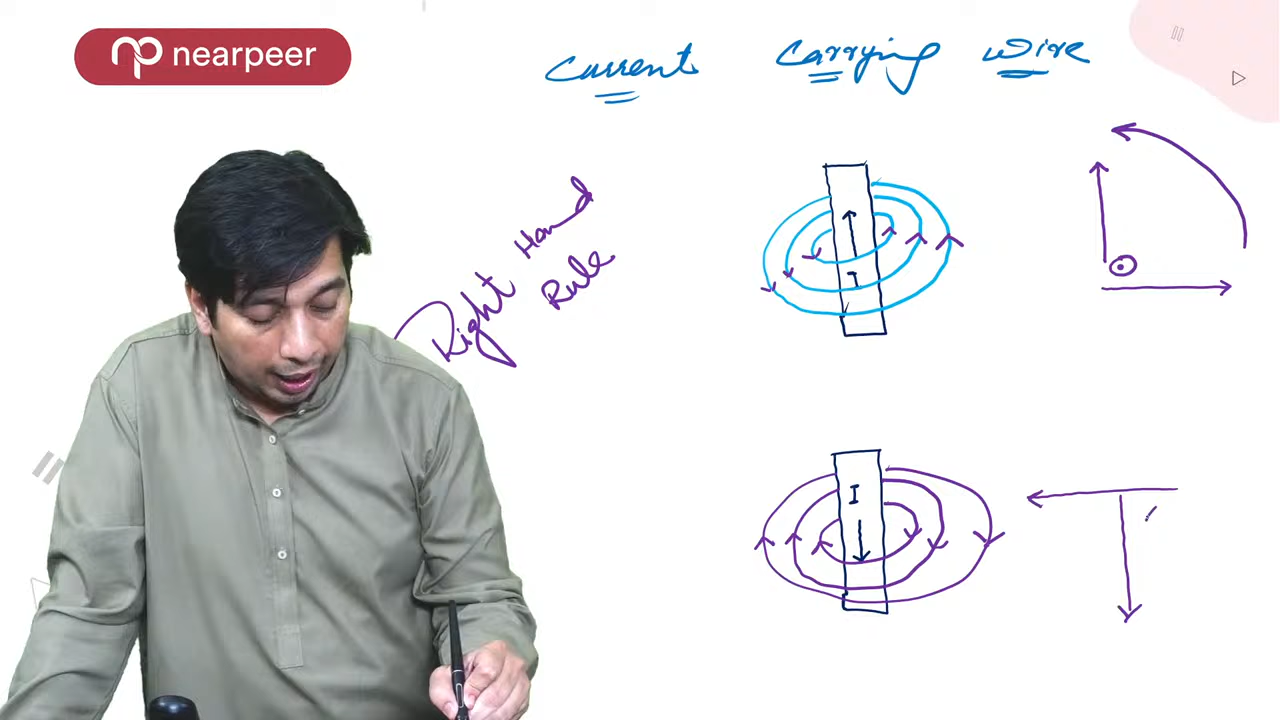 nearpeer
Current Carrying Wire
Right Hand
Rule
I
I